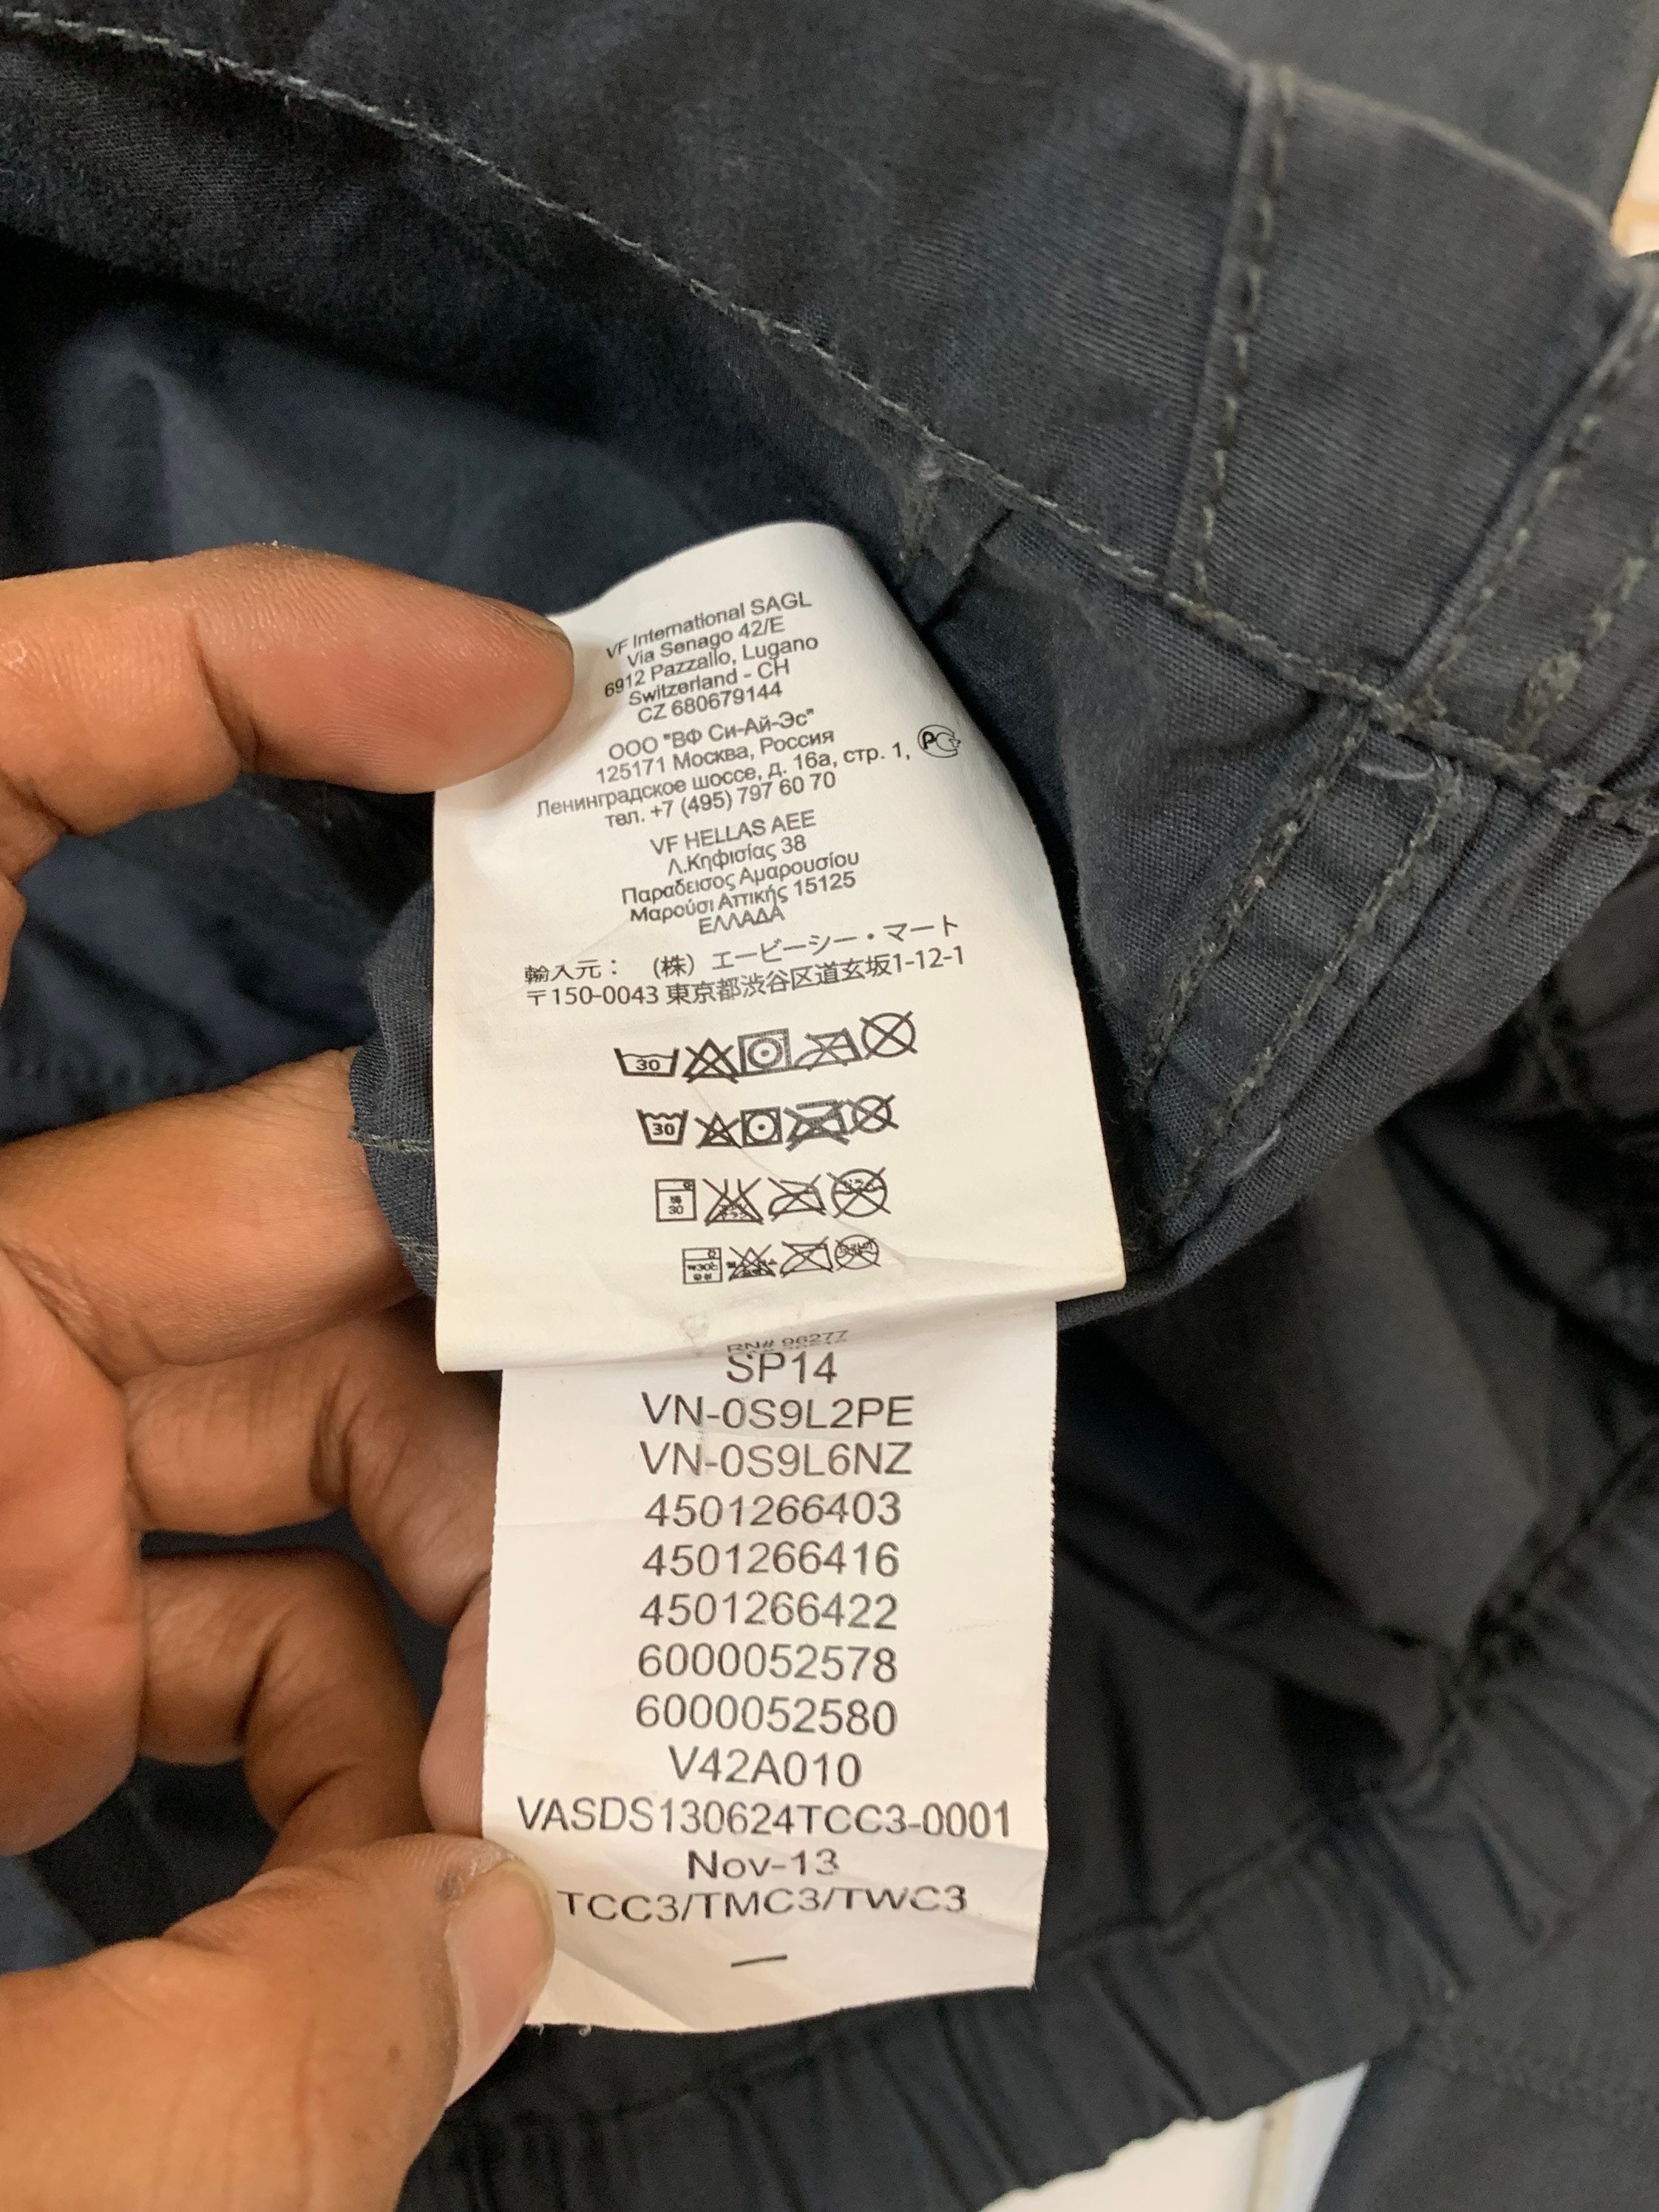 VF International SAGL
Via Senago 42/E
6912 Pazzallo, Lugano
Switzerland - CH
CZ 680679144
ООО "ВФ Си-Ай-Эс"
125171 Москва, Россия
Ленинградское шоссе, д. 16а, стр. 1,
тел. +7 (495) 797 60 70
VF HELLAS AEE
Λ.Κηφισίας 38
Παραδεισος Αμαρουσίου
Μαρούσι Αττικής 15125
ΕΛΛΑΔΑ
輸入元： （株）エービーシー・マート
〒150-0043 東京都渋谷区道玄坂1-12-1
30
30
30
RN# 96277
SP14
VN-0S9L2PE
VN-0S9L6NZ
4501266403
4501266416
4501266422
6000052578
6000052580
V42A010
VASDS130624TCC3-0001
Nov-13
TCC3/TMC3/TWC3